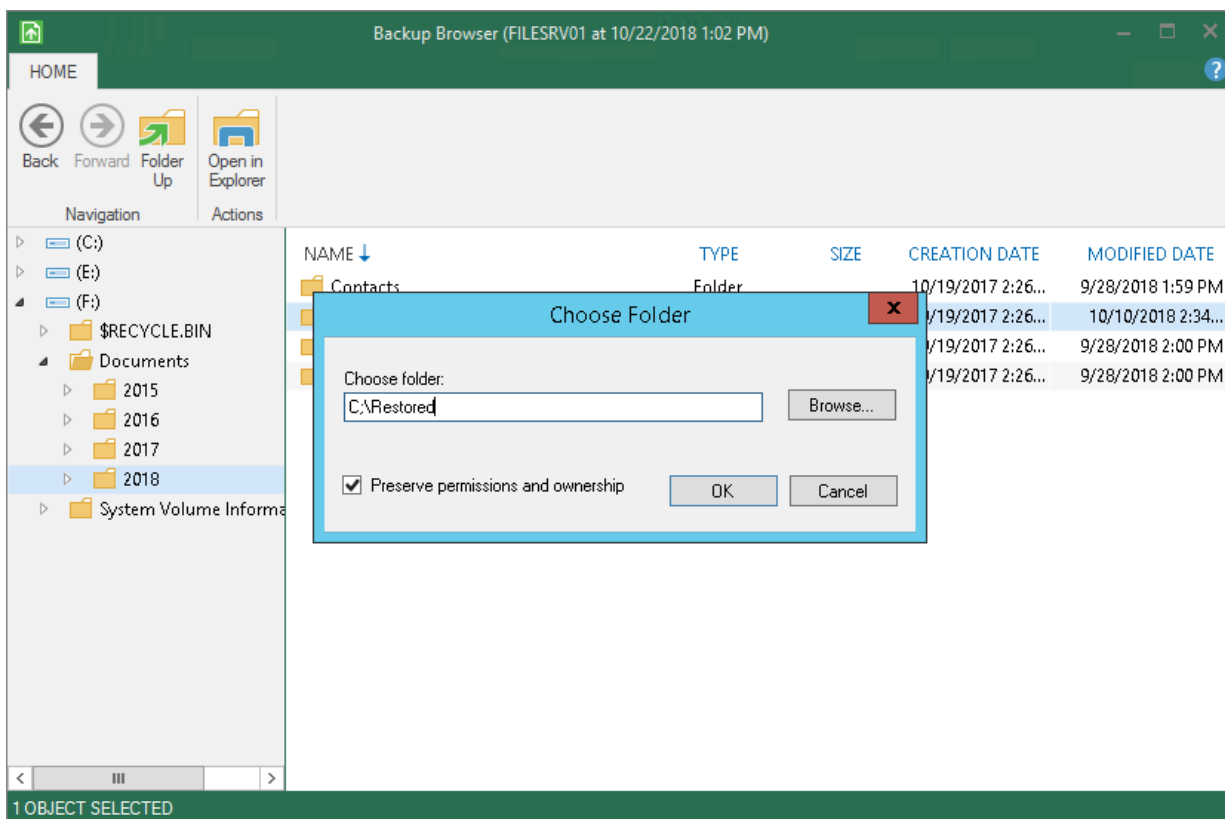 Backup Browser (FILESRV01 at 10/22/2018 1:02 PM)
HOME
?
Back Forward Folder Up Open in Explorer
Navigation Actions
(C:)
(E:)
(F:)
$RECYCLE.BIN
Documents
2015
2016
2017
2018
System Volume Informa
NAME TYPE SIZE CREATION DATE MODIFIED DATE
Contacts Folder 10/19/2017 2:26... 9/28/2018 1:59 PM
/19/2017 2:26... 10/10/2018 2:34...
/19/2017 2:26... 9/28/2018 2:00 PM
/19/2017 2:26... 9/28/2018 2:00 PM
Choose Folder
x
Choose folder:
C;\Restored
Browse...
Preserve permissions and ownership
OK
Cancel
1 OBJECT SELECTED